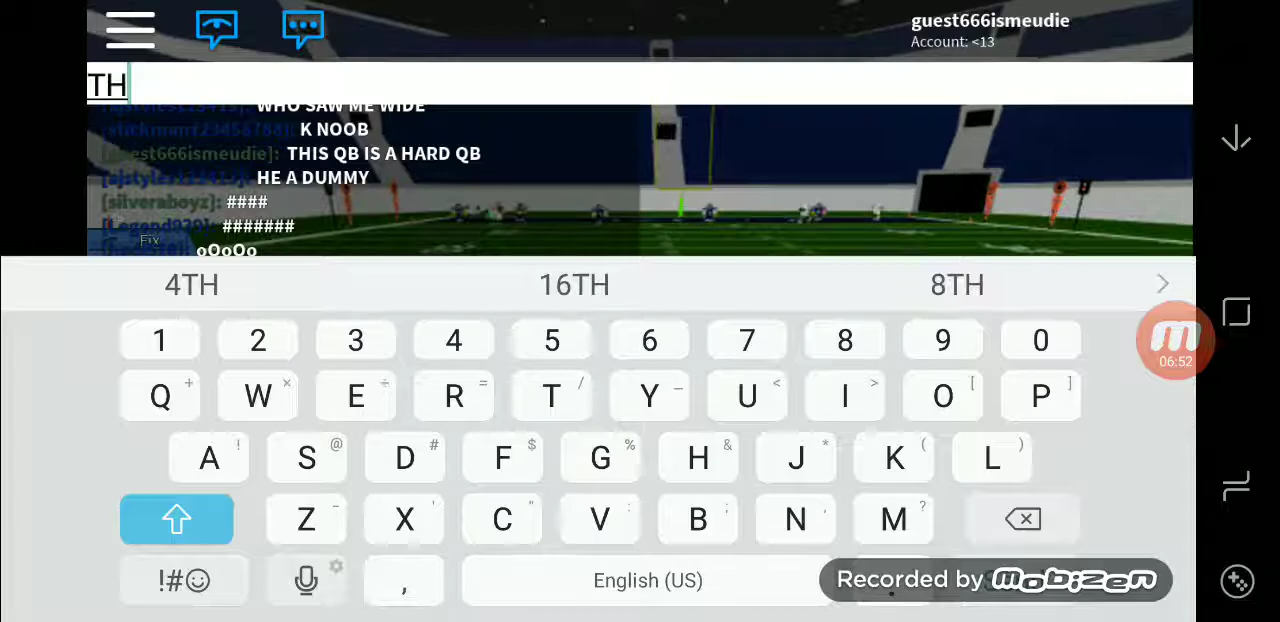 guest666ismeudie
Account: <13
TH
WHO SAW ME WIDE
K NOOB
[guest666ismeudie]: THIS QB IS A HARD QB
HE A DUMMY
[silveraboyz]: ####
#######
Fix
oOoOo
4TH 16TH 8TH >
1 2 3 4 5 6 7 8 9 0
06:52
Q + W × E ÷ R = T / Y _ U < I > O [ P ]
A ! S @ D # F $ G % H & J * K ( L )
Z - X ' C " V : B ; N , M ?
!#☺ , English (US) .
Recorded by mobizen